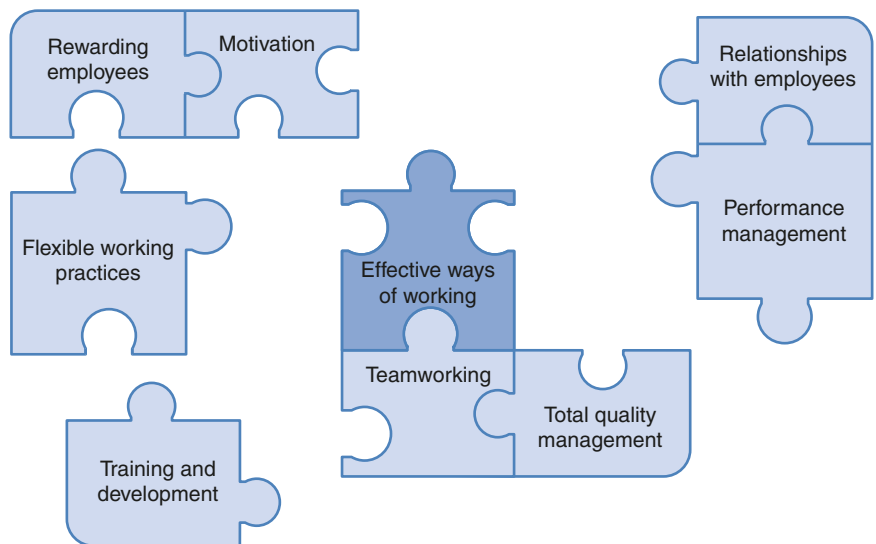 Rewarding
employees
Motivation
Relationships
with employees
Flexible working
practices
Effective ways
of working
Performance
management
Teamworking
Total quality
management
Training and
development